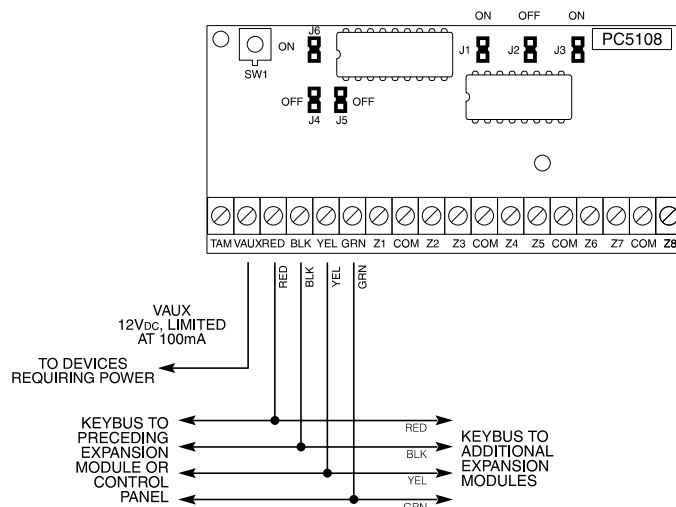 ON OFF ON
J6
ON
J1 J2 J3
PC5108
SW1
OFF OFF
J4 J5
TAM VAUX RED BLK YEL GRN Z1 COM Z2 Z3 COM Z4 Z5 COM Z6 Z7 COM Z8
RED BLK YEL GRN
VAUX
12VDC, LIMITED
AT 100mA
TO DEVICES
REQUIRING POWER
KEYBUS TO
PRECEDING
EXPANSION
MODULE OR
CONTROL
PANEL
RED
BLK
YEL
GRN
KEYBUS TO
ADDITIONAL
EXPANSION
MODULES